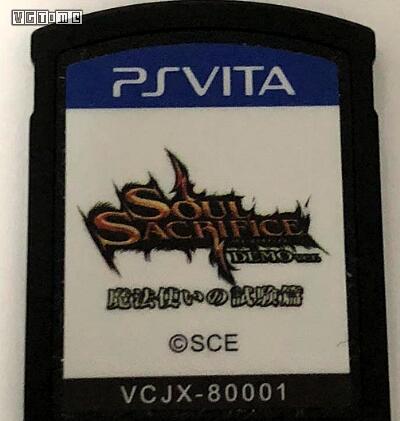 VGTIME
PSVITA
SOUL
SACRIFICE
DEMO ver.
魔法使いの試験篇
©SCE
VCJX-80001